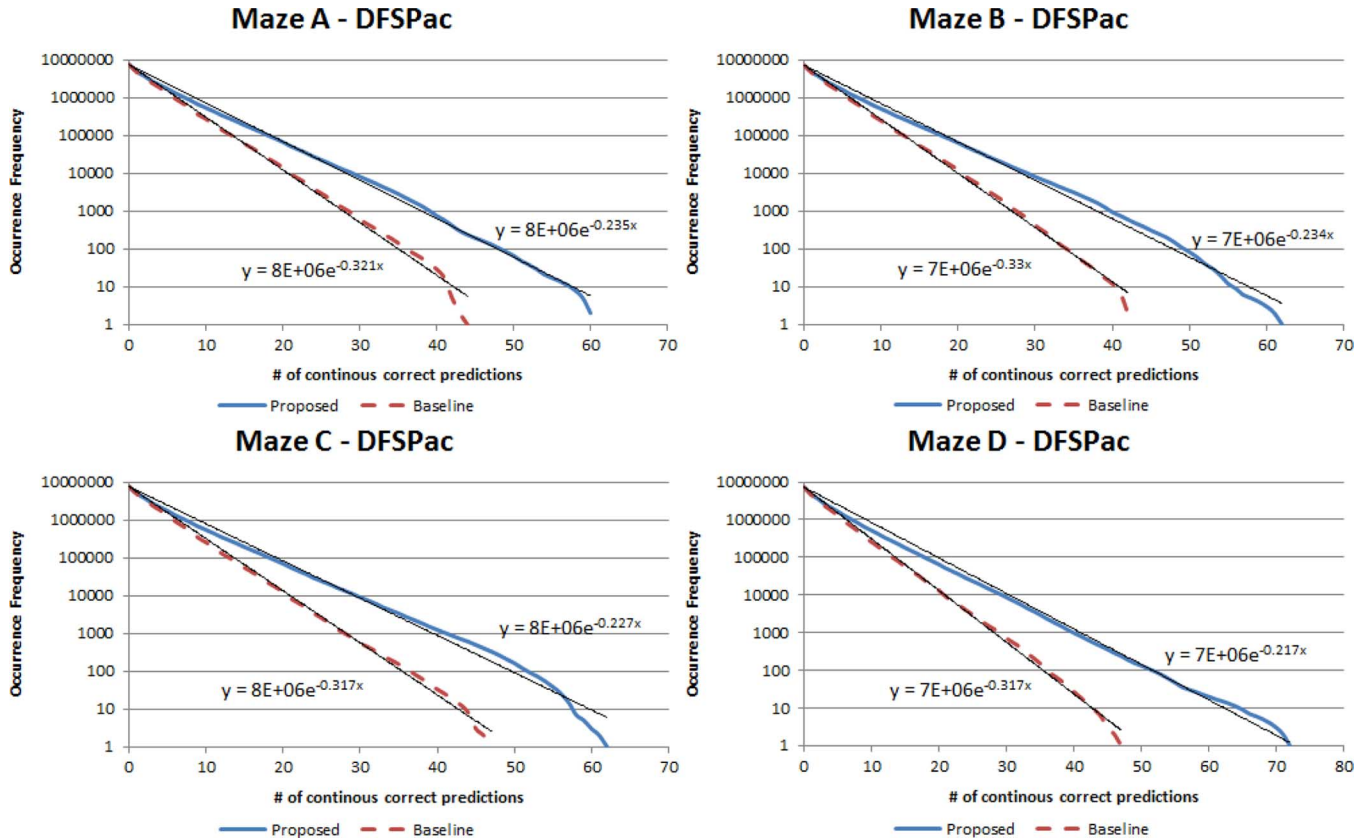 Maze A - DFSPac
10000000
1000000
100000
10000
1000
100
10
1
Occurrence Frequency
y = 8E+06e^-0.235x
y = 8E+06e^-0.321x
0 10 20 30 40 50 60 70
# of continous correct predictions
Proposed Baseline
Maze B - DFSPac
10000000
1000000
100000
10000
1000
100
10
1
Occurrence Frequency
y = 7E+06e^-0.234x
y = 7E+06e^-0.33x
0 10 20 30 40 50 60 70
# of continous correct predictions
Proposed Baseline
Maze C - DFSPac
10000000
1000000
100000
10000
1000
100
10
1
Occurrence Frequency
y = 8E+06e^-0.227x
y = 8E+06e^-0.317x
0 10 20 30 40 50 60 70
# of continous correct predictions
Proposed Baseline
Maze D - DFSPac
10000000
1000000
100000
10000
1000
100
10
1
Occurrence Frequency
y = 7E+06e^-0.217x
y = 7E+06e^-0.317x
0 10 20 30 40 50 60 70 80
# of continous correct predictions
Proposed Baseline